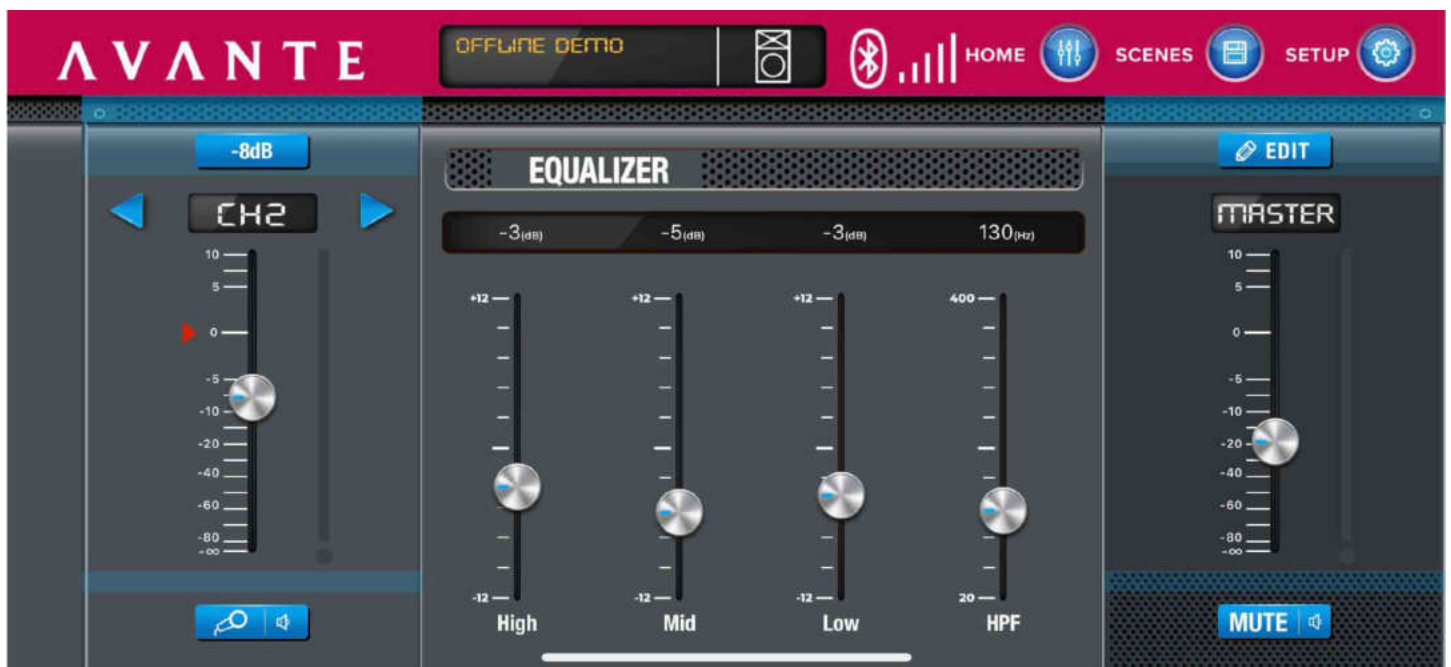 AVANTE
OFFLINE DEMO
HOME
SCENES
SETUP
-8dB
CH2
10
5
0
-5
-10
-20
-40
-60
-80
-∞
EQUALIZER
-3(dB) -5(dB) -3(dB) 130(Hz)
+12 +12 +12 400
-12 -12 -12 20
High Mid Low HPF
EDIT
MASTER
10
5
0
-5
-10
-20
-40
-60
-80
-∞
MUTE